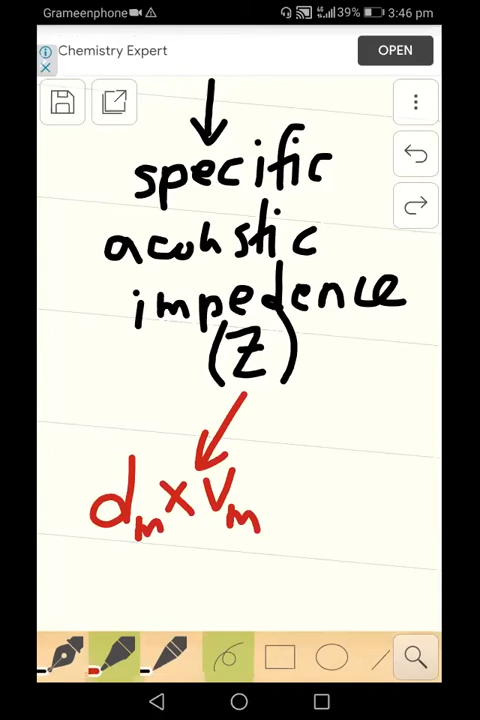 Grameenphone 39% 3:46 pm
Chemistry Expert OPEN
specific
acoustic
impedence
(Z)
dm x vm